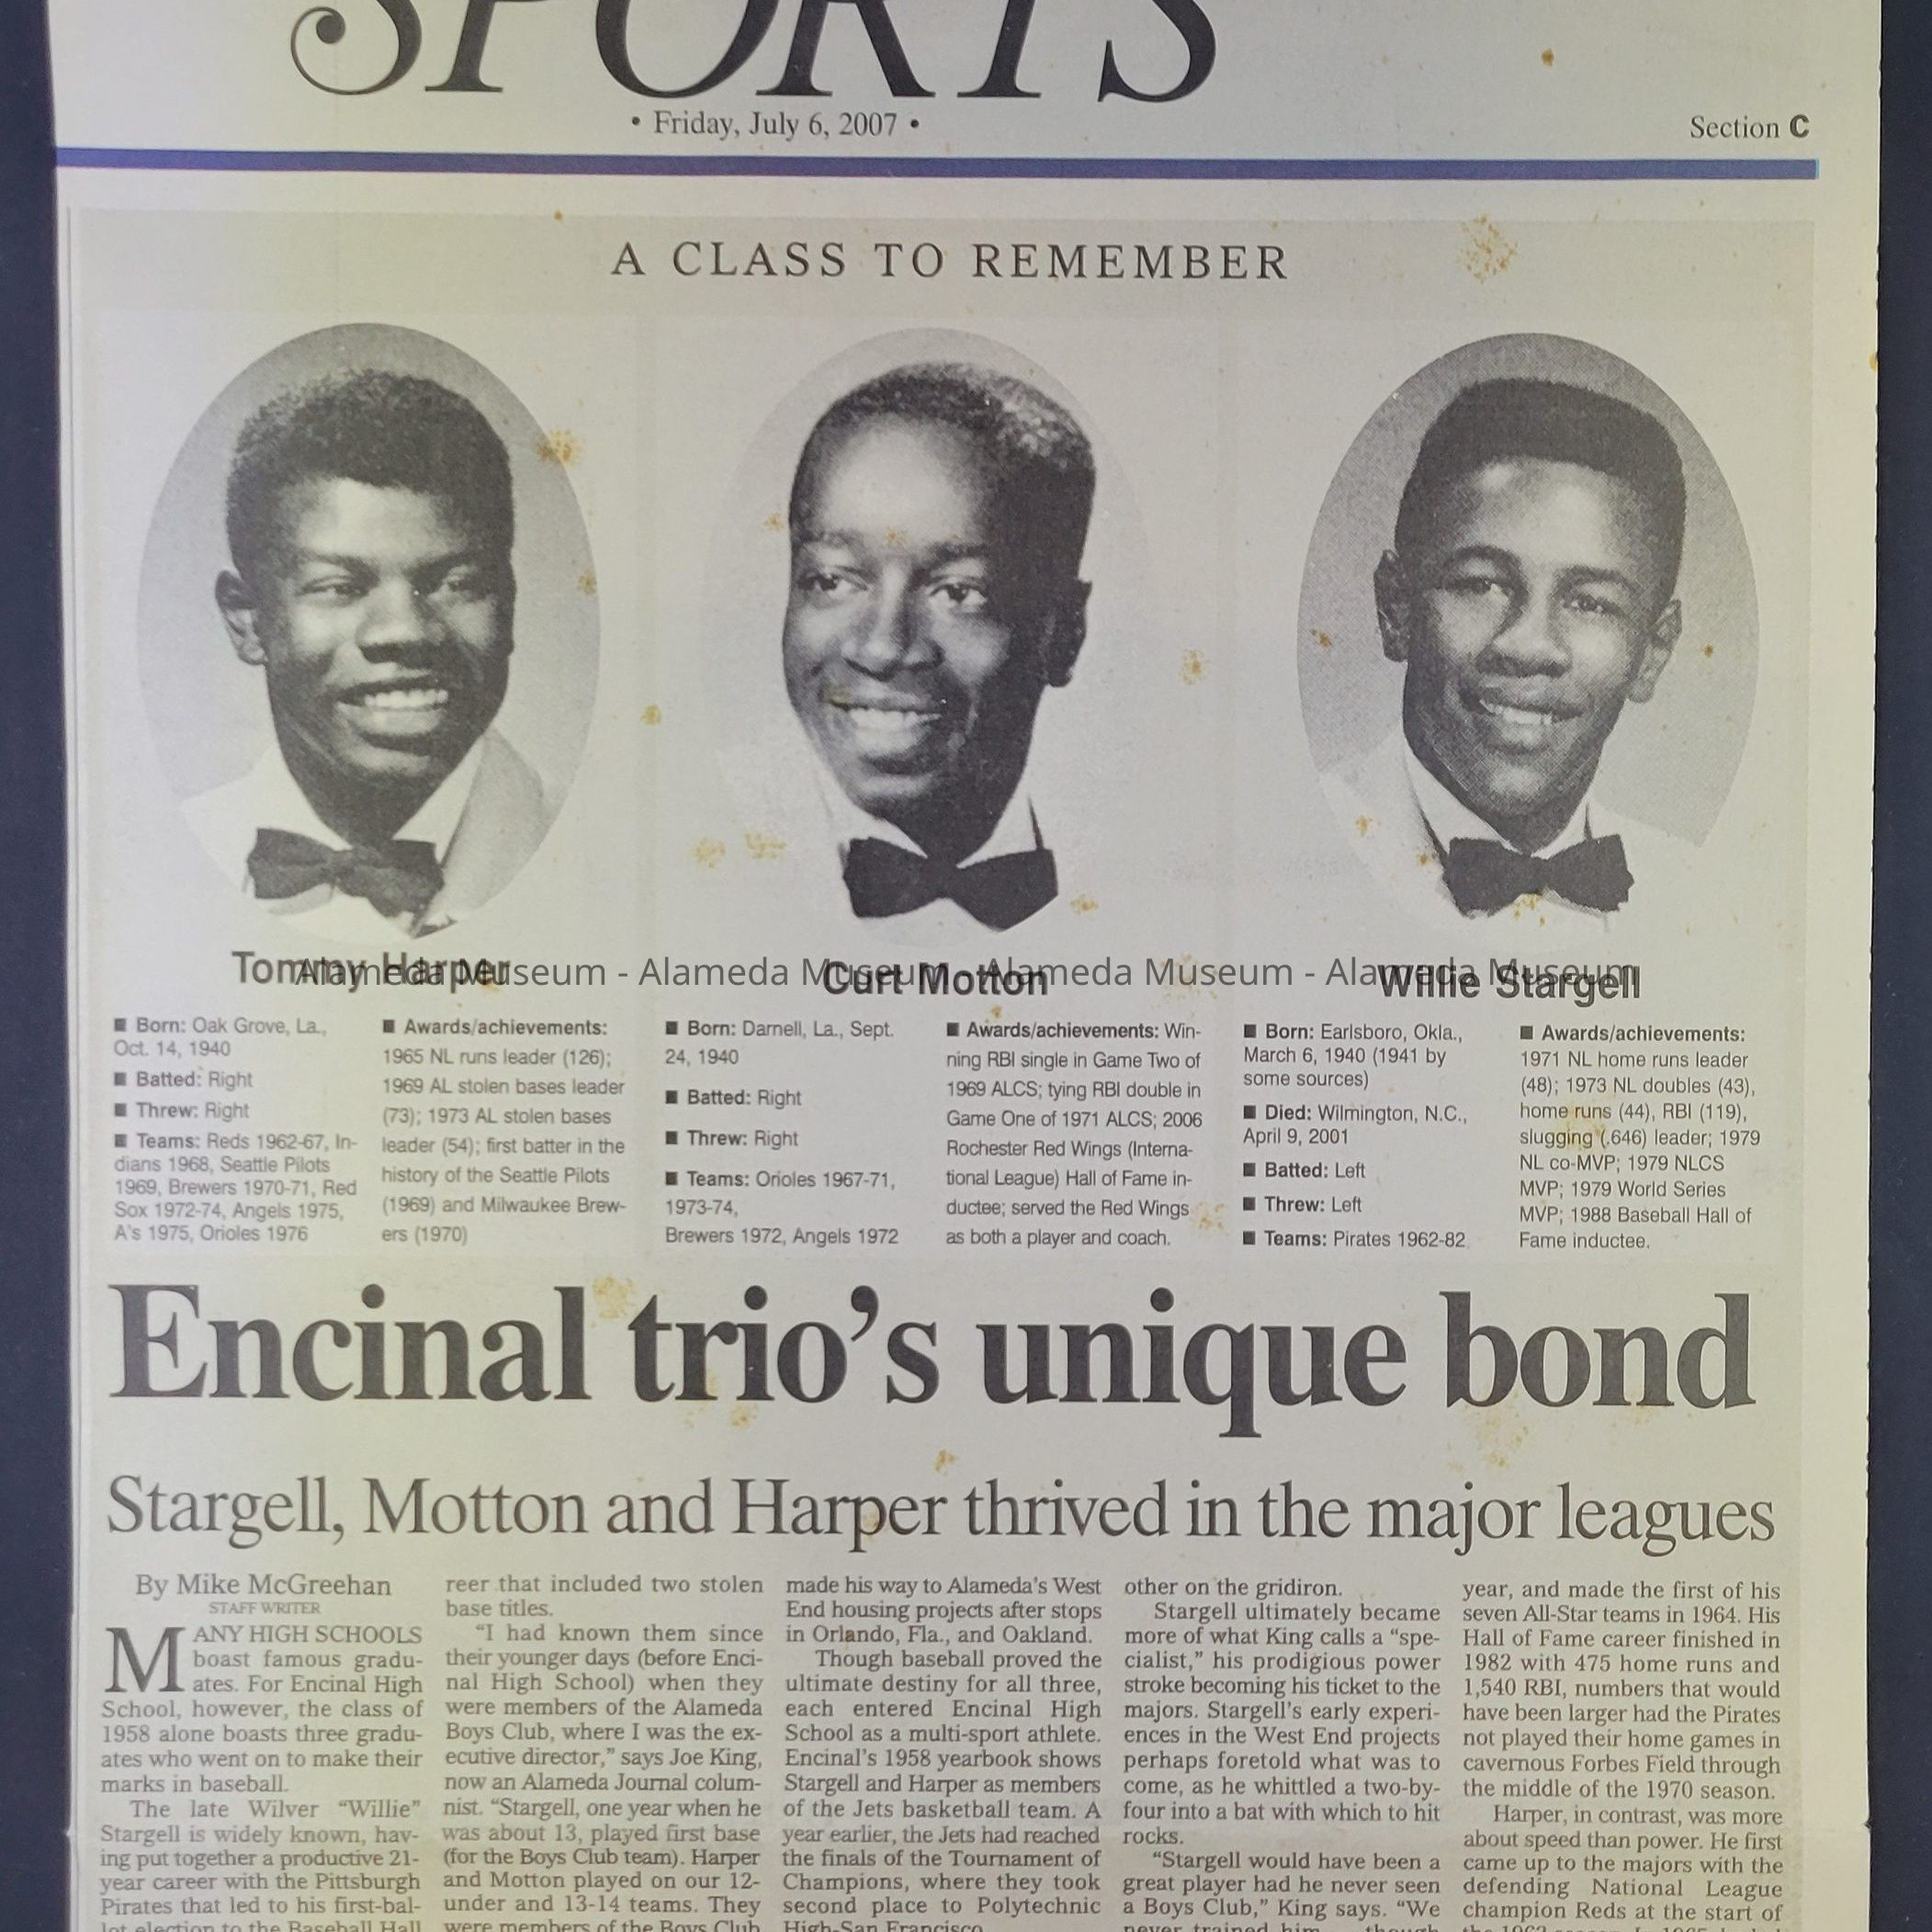 SPORTS
• Friday, July 6, 2007 •
Section C
A CLASS TO REMEMBER
Tommy Harper
Curt Motton
Willie Stargell
Alameda Museum - Alameda Museum - Alameda Museum - Alameda Museum
■ Born: Oak Grove, La.,
Oct. 14, 1940
■ Batted: Right
■ Threw: Right
■ Teams: Reds 1962-67, In-
dians 1968, Seattle Pilots
1969, Brewers 1970-71, Red
Sox 1972-74, Angels 1975,
A's 1975, Orioles 1976
■ Awards/achievements:
1965 NL runs leader (126);
1969 AL stolen bases leader
(73); 1973 AL stolen bases
leader (54); first batter in the
history of the Seattle Pilots
(1969) and Milwaukee Brew-
ers (1970)
■ Born: Darnell, La., Sept.
24, 1940
■ Batted: Right
■ Threw: Right
■ Teams: Orioles 1967-71,
1973-74,
Brewers 1972, Angels 1972
■ Awards/achievements: Win-
ning RBI single in Game Two of
1969 ALCS; tying RBI double in
Game One of 1971 ALCS; 2006
Rochester Red Wings (Interna-
tional League) Hall of Fame in-
ductee; served the Red Wings
as both a player and coach.
■ Born: Earlsboro, Okla.,
March 6, 1940 (1941 by
some sources)
■ Died: Wilmington, N.C.,
April 9, 2001
■ Batted: Left
■ Threw: Left
■ Teams: Pirates 1962-82
■ Awards/achievements:
1971 NL home runs leader
(48); 1973 NL doubles (43),
home runs (44), RBI (119),
slugging (.646) leader; 1979
NL co-MVP; 1979 NLCS
MVP; 1979 World Series
MVP; 1988 Baseball Hall of
Fame inductee.
Encinal trio's unique bond
Stargell, Motton and Harper thrived in the major leagues
By Mike McGreehan
STAFF WRITER
MANY HIGH SCHOOLS
boast famous gradu-
ates. For Encinal High
School, however, the class of
1958 alone boasts three gradu-
ates who went on to make their
marks in baseball.
The late Wilver “Willie”
Stargell is widely known, hav-
ing put together a productive 21-
year career with the Pittsburgh
Pirates that led to his first-bal-
lot election to the Baseball Hall
reer that included two stolen
base titles.
“I had known them since
their younger days (before Enci-
nal High School) when they
were members of the Alameda
Boys Club, where I was the ex-
ecutive director,” says Joe King,
now an Alameda Journal colum-
nist. “Stargell, one year when he
was about 13, played first base
(for the Boys Club team). Harper
and Motton played on our 12-
under and 13-14 teams. They
were members of the Boys Club
made his way to Alameda's West
End housing projects after stops
in Orlando, Fla., and Oakland.
Though baseball proved the
ultimate destiny for all three,
each entered Encinal High
School as a multi-sport athlete.
Encinal's 1958 yearbook shows
Stargell and Harper as members
of the Jets basketball team. A
year earlier, the Jets had reached
the finals of the Tournament of
Champions, where they took
second place to Polytechnic
High-San Francisco.
other on the gridiron.
Stargell ultimately became
more of what King calls a “spe-
cialist,” his prodigious power
stroke becoming his ticket to the
majors. Stargell's early experi-
ences in the West End projects
perhaps foretold what was to
come, as he whittled a two-by-
four into a bat with which to hit
rocks.
“Stargell would have been a
great player had he never seen
a Boys Club,” King says. “We
never trained him though
year, and made the first of his
seven All-Star teams in 1964. His
Hall of Fame career finished in
1982 with 475 home runs and
1,540 RBI, numbers that would
have been larger had the Pirates
not played their home games in
cavernous Forbes Field through
the middle of the 1970 season.
Harper, in contrast, was more
about speed than power. He first
came up to the majors with the
defending National League
champion Reds at the start of